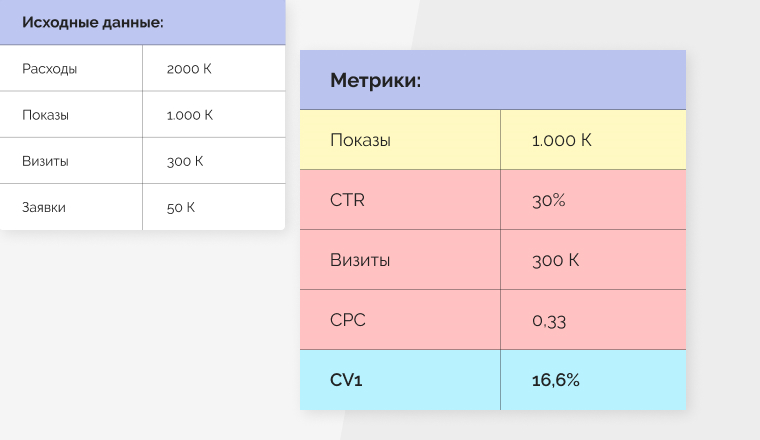 Исходные данные:
Расходы 2000 К
Показы 1.000 К
Визиты 300 К
Заявки 50 К
Метрики:
Показы 1.000 К
CTR 30%
Визиты 300 К
CPC 0,33
CV1 16,6%